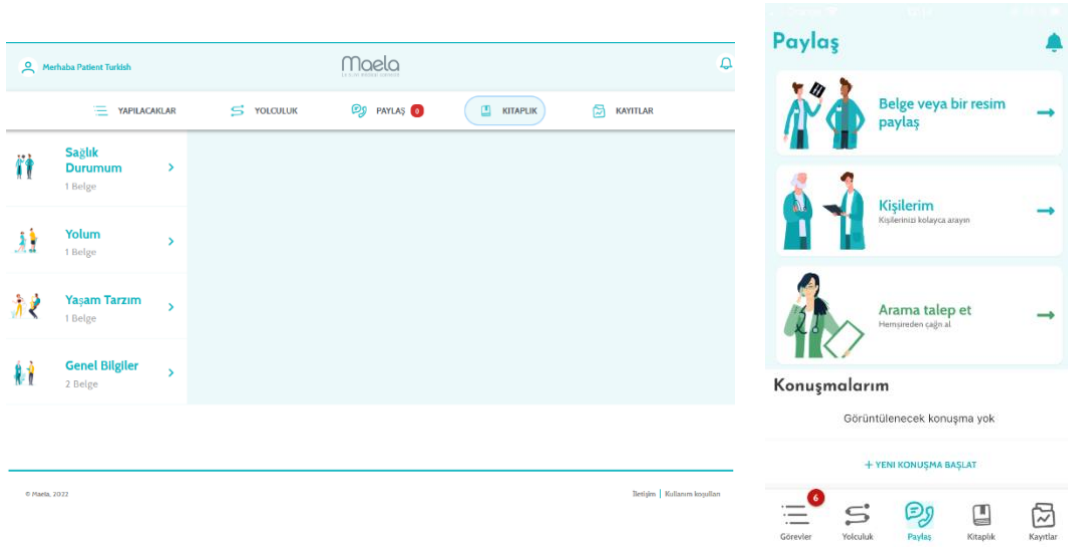 Merhaba Patient Turkish
Maela
YAPILACAKLAR
YOLCULUK
PAYLAŞ
KITAPLIK
KAYITLAR
Sağlık
Durumum
1 Belge
Yolum
1 Belge
Yaşam Tarzım
1 Belge
Genel Bilgiler
2 Belge
© Maela, 2022
İletişim | Kullanım koşulları
Paylaş
Belge veya bir resim
paylaş
Kişilerim
Kişilerinizi kolayca arayın
Arama talep et
Hemşireden çağrı al
Konuşmalarım
Görüntülenecek konuşma yok
+ YENI KONUŞMA BAŞLAT
6
Görevler
Yolculuk
Paylaş
Kitaplık
Kayıtlar